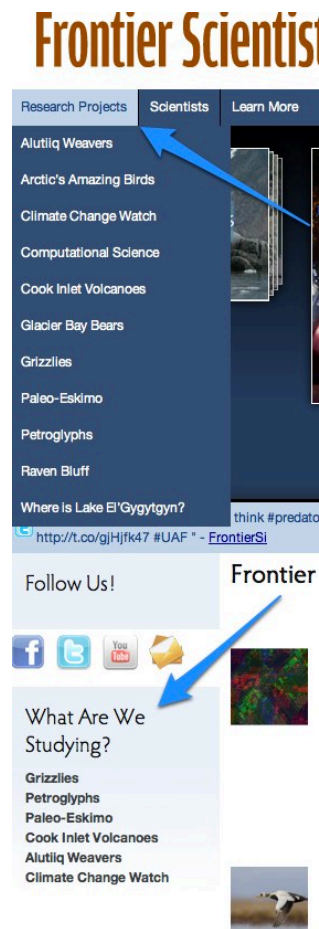 Frontier Scientist
Research Projects Scientists Learn More
Alutiiq Weavers
Arctic's Amazing Birds
Climate Change Watch
Computational Science
Cook Inlet Volcanoes
Glacier Bay Bears
Grizzlies
Paleo-Eskimo
Petroglyphs
Raven Bluff
Where is Lake El'Gygytgyn?
think #predato
http://t.co/gjHjfk47 #UAF " - FrontierSi
Follow Us!
Frontier
You
Tube
What Are We
Studying?
Grizzlies
Petroglyphs
Paleo-Eskimo
Cook Inlet Volcanoes
Alutiiq Weavers
Climate Change Watch